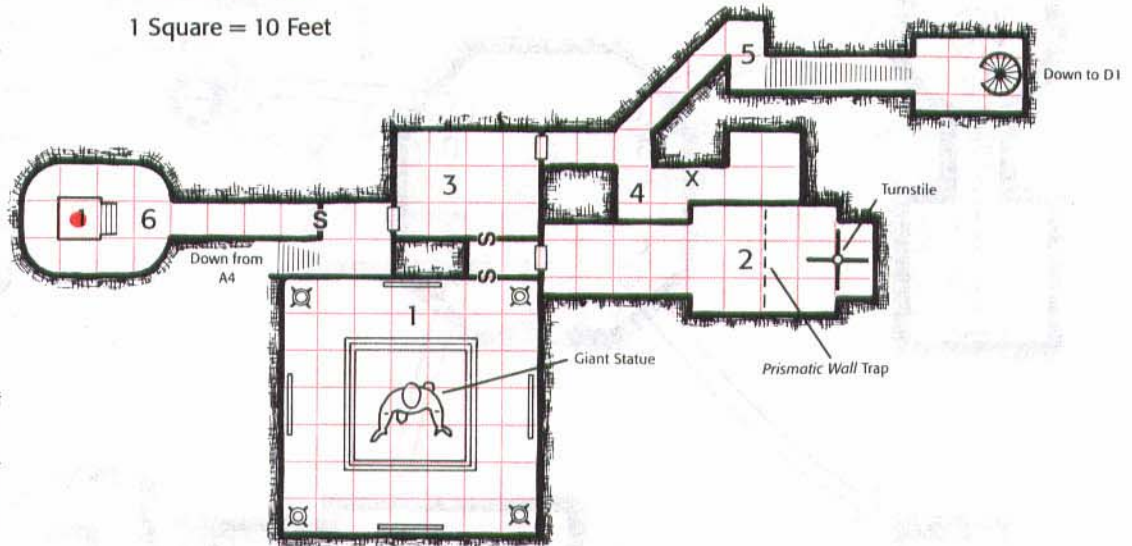 1 Square = 10 Feet
5
Down to D1
3
4
X
Turnstile
6
S
S
Down from
A4
S
2
1
Giant Statue
Prismatic Wall Trap